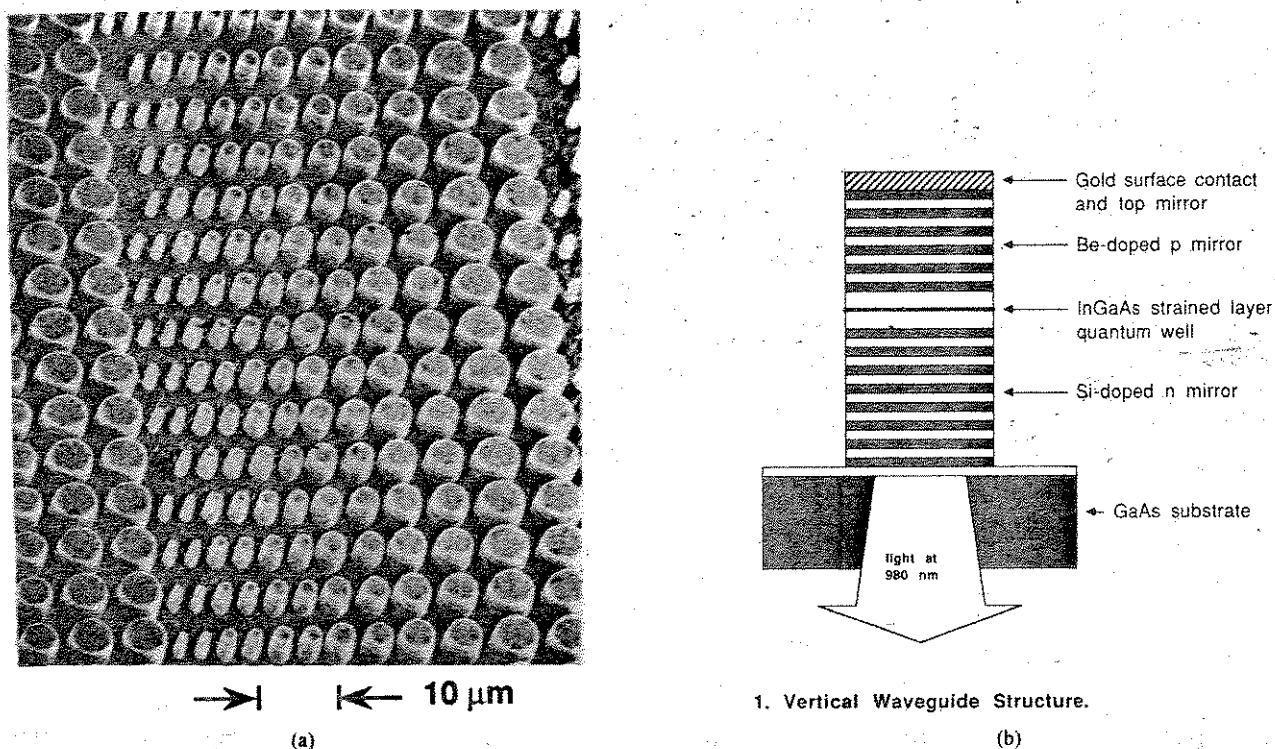 10 μm
(a)
Gold surface contact
and top mirror
Be-doped p mirror
InGaAs strained layer
quantum well
Si-doped n mirror
GaAs substrate
light at
980 nm
1. Vertical Waveguide Structure.
(b)